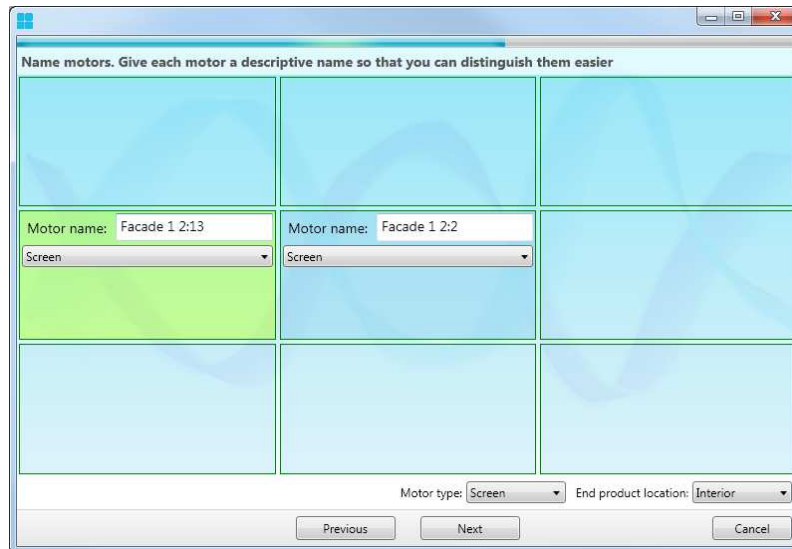 Name motors. Give each motor a descriptive name so that you can distinguish them easier
Motor name: Facade 1 2:13
Motor name: Facade 1 2:2
Screen
Screen
Motor type: Screen End product location: Interior
Previous Next Cancel